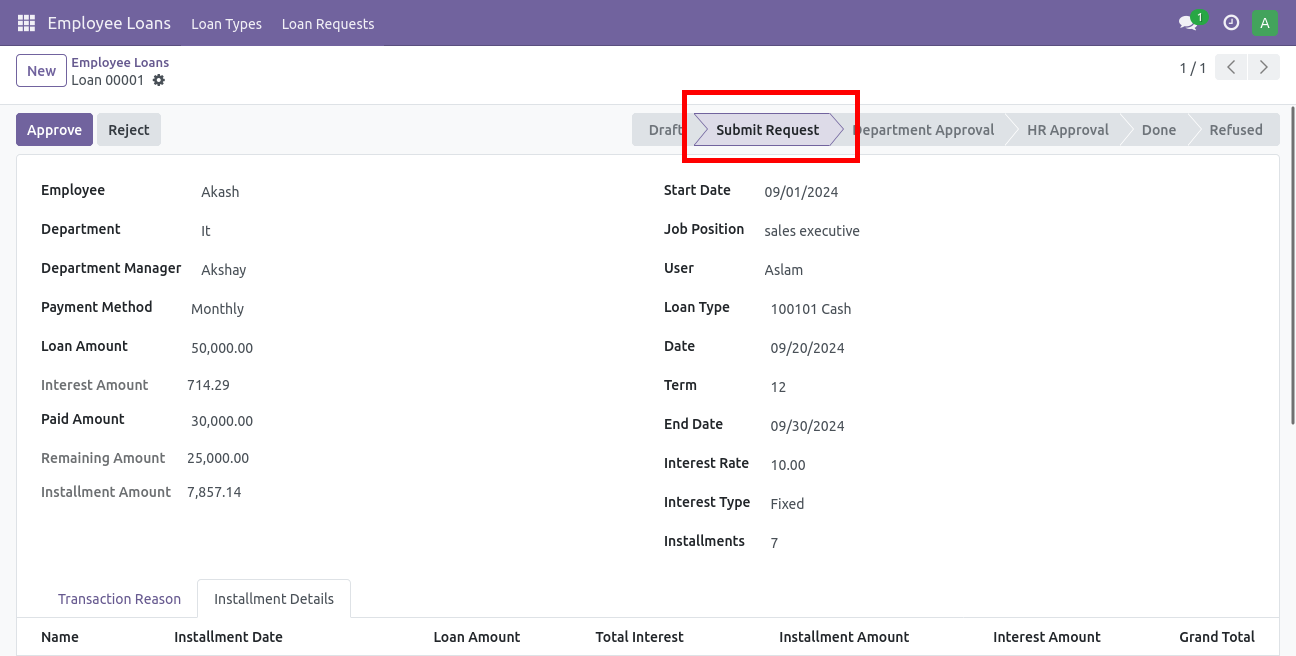 Employee Loans Loan Types Loan Requests 1 A
New Employee Loans 1 / 1
Loan 00001
Approve Reject Draft Submit Request Department Approval HR Approval Done Refused
Employee Akash Start Date 09/01/2024
Department It Job Position sales executive
Department Manager Akshay User Aslam
Payment Method Monthly Loan Type 100101 Cash
Loan Amount 50,000.00 Date 09/20/2024
Interest Amount 714.29 Term 12
Paid Amount 30,000.00 End Date 09/30/2024
Remaining Amount 25,000.00 Interest Rate 10.00
Installment Amount 7,857.14 Interest Type Fixed
Installments 7
Transaction Reason Installment Details
Name Installment Date Loan Amount Total Interest Installment Amount Interest Amount Grand Total